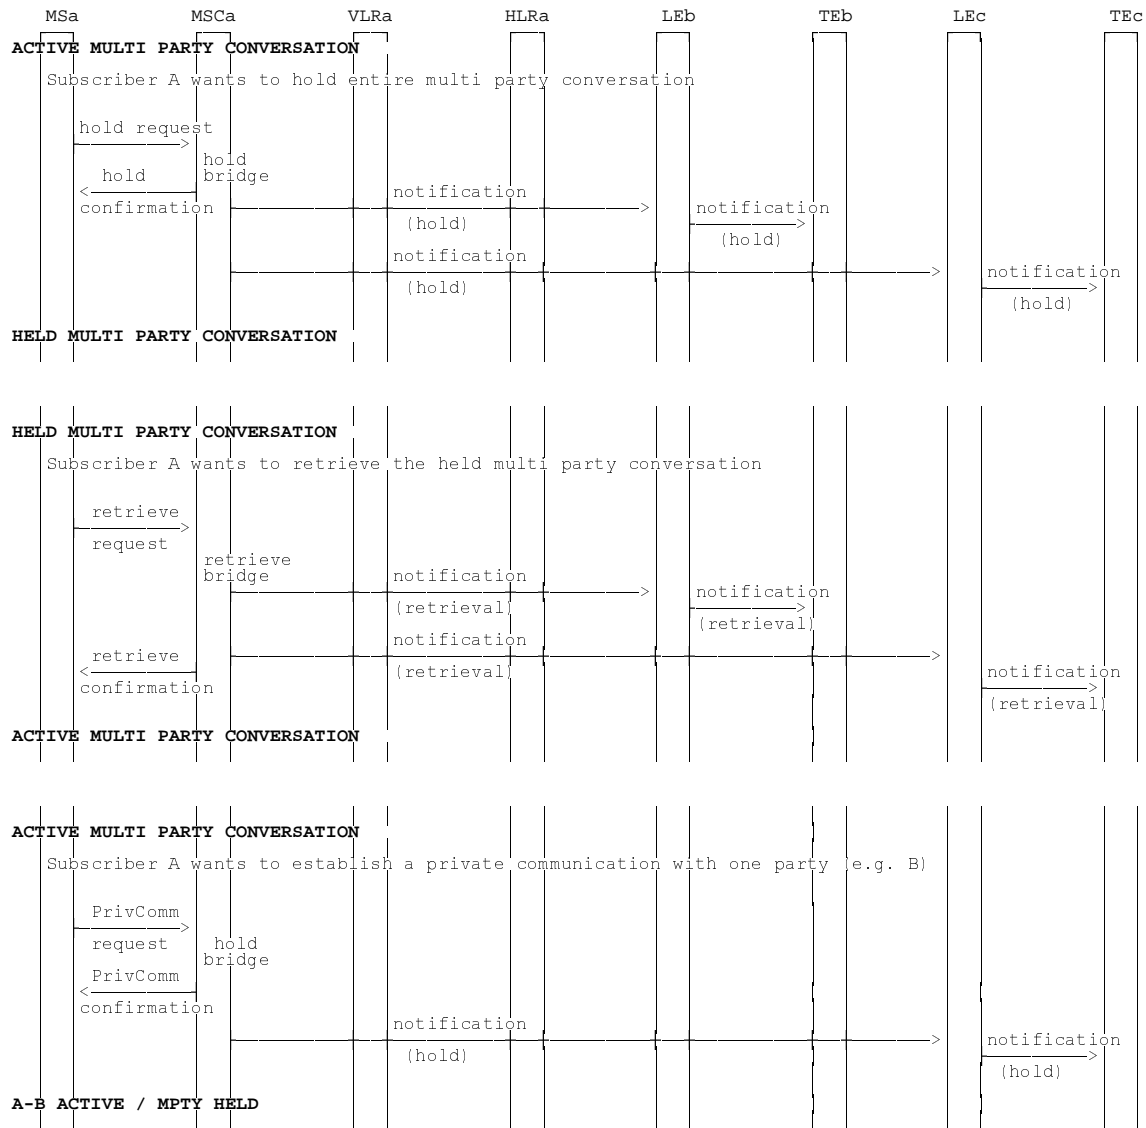 MSa MSCa VLRa HLRa LEb TEb LEc TEc
ACTIVE MULTI PARTY CONVERSATION
Subscriber A wants to hold entire multi party conversation
hold request
hold
hold bridge
notification
confirmation notification
(hold)
(hold)
notification
notification
(hold)
(hold)
HELD MULTI PARTY CONVERSATION
HELD MULTI PARTY CONVERSATION
Subscriber A wants to retrieve the held multi party conversation
retrieve
request
retrieve
bridge notification
notification
(retrieval)
(retrieval)
notification
retrieve
(retrieval) notification
confirmation
(retrieval)
ACTIVE MULTI PARTY CONVERSATION
ACTIVE MULTI PARTY CONVERSATION
Subscriber A wants to establish a private communication with one party (e.g. B)
PrivComm
request hold
bridge
PrivComm
confirmation
notification
notification
(hold)
(hold)
A-B ACTIVE / MPTY HELD